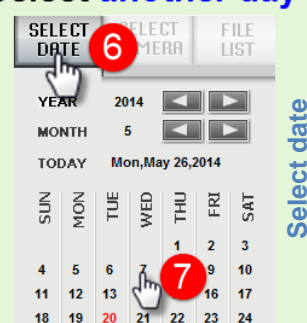 another day
SELECT DATE
6
FILE LIST
YEAR 2014
MONTH 5
TODAY Mon,May 26,2014
SUN MON TUE WED THU FRI SAT
1 2 3
4 5 6 7 9 10
11 12 13 16 17
18 19 20 21 22 23 24
7
Select date